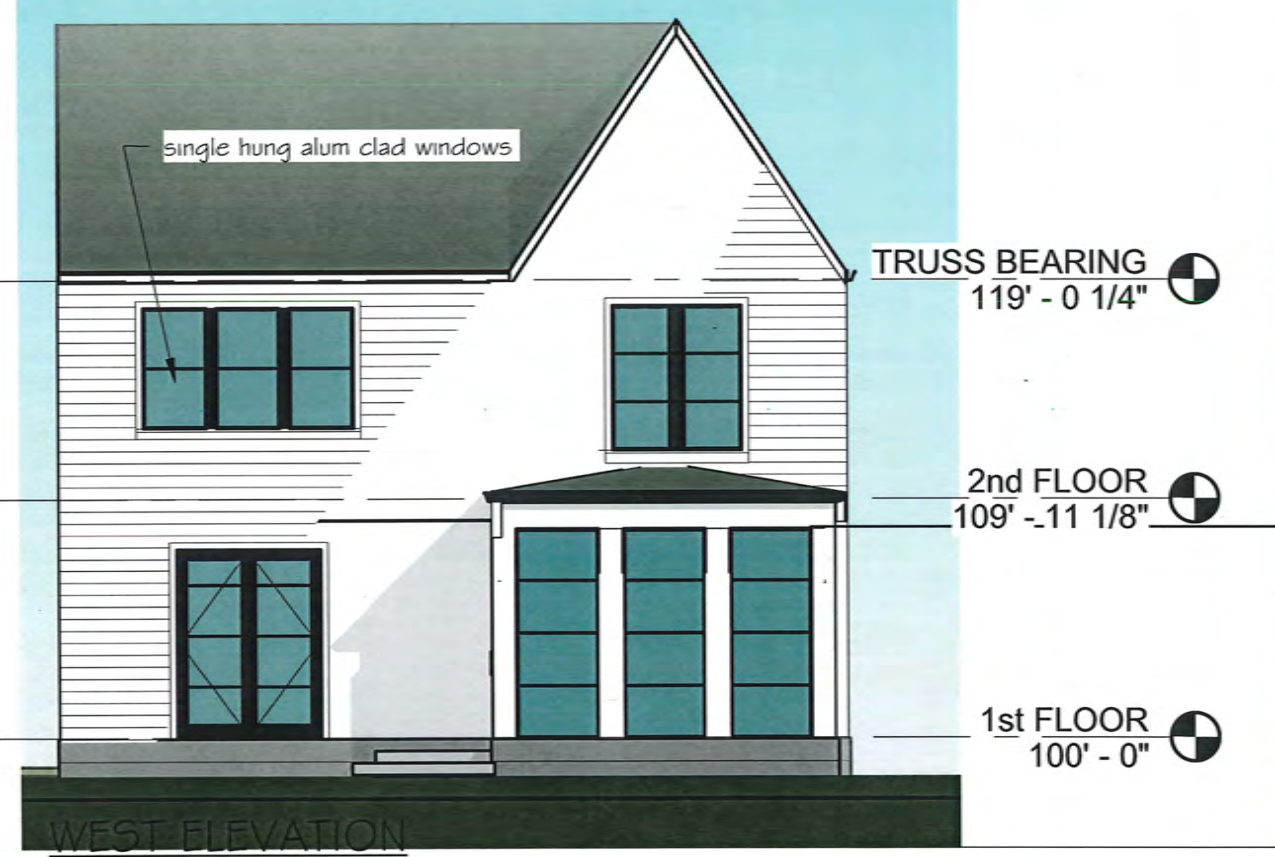 single hung alum clad windows
TRUSS BEARING
119' - 0 1/4"
2nd FLOOR
109' - 11 1/8"
1st FLOOR
100' - 0"
WEST ELEVATION